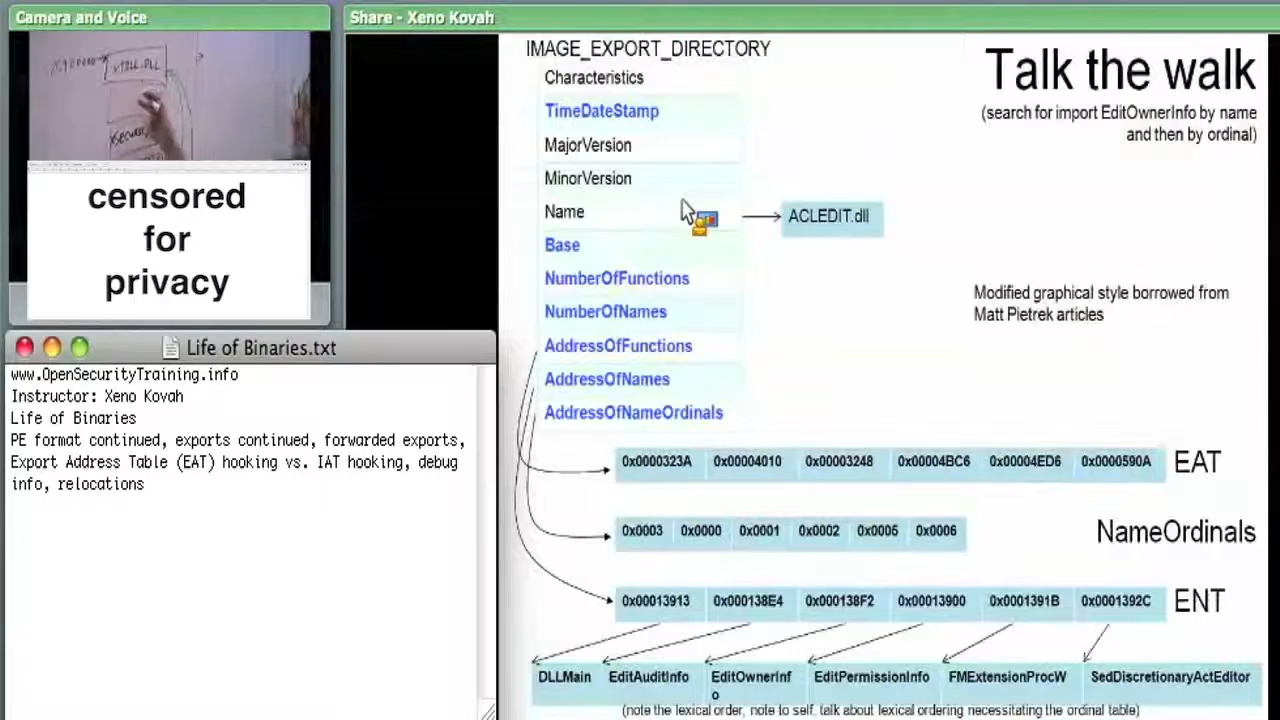 Camera and Voice
censored
for
privacy
Life of Binaries.txt
www.OpenSecurityTraining.info
Instructor: Xeno Kovah
Life of Binaries
PE format continued, exports continued, forwarded exports,
Export Address Table (EAT) hooking vs. IAT hooking, debug
info, relocations
Share - Xeno Kovah
IMAGE_EXPORT_DIRECTORY
Characteristics
TimeDateStamp
MajorVersion
MinorVersion
Name
Base
NumberOfFunctions
NumberOfNames
AddressOfFunctions
AddressOfNames
AddressOfNameOrdinals
ACLEDIT.dll
Talk the walk
(search for import EditOwnerInfo by name
and then by ordinal)
Modified graphical style borrowed from
Matt Pietrek articles
0x0000323A 0x00004010 0x00003248 0x00004BC6 0x00004ED6 0x0000590A EAT
0x0003 0x0000 0x0001 0x0002 0x0005 0x0006 NameOrdinals
0x00013913 0x000138E4 0x000138F2 0x00013900 0x0001391B 0x0001392C ENT
DLLMain EditAuditInfo EditOwnerInf EditPermissionInfo FMExtensionProcW SedDiscretionaryActEditor
o
(note the lexical order, note to self, talk about lexical ordering necessitating the ordinal table)